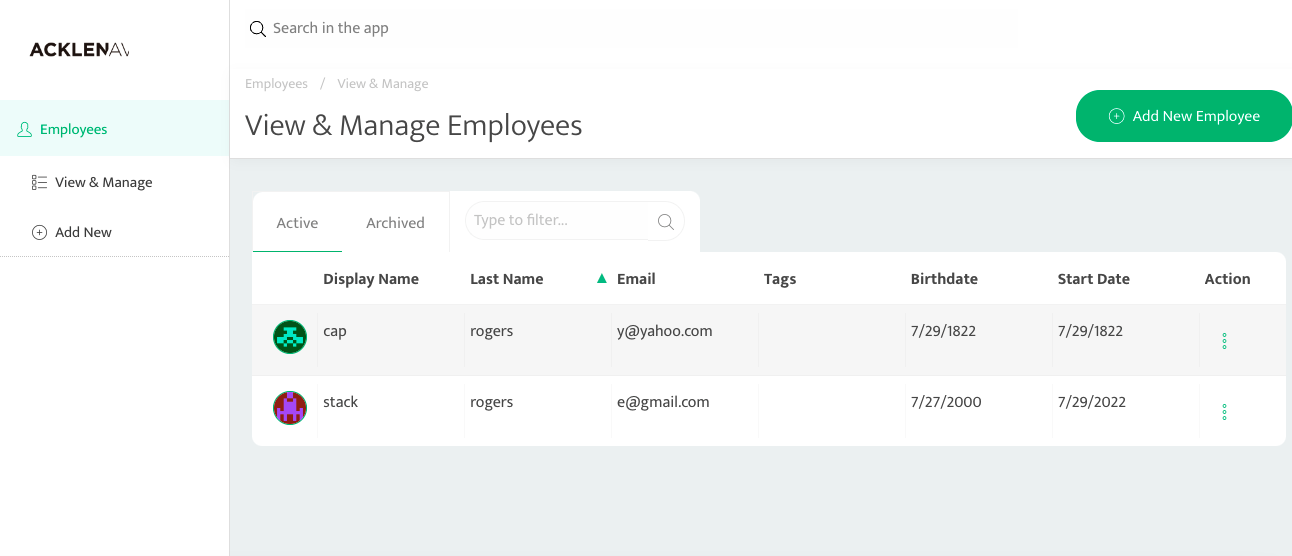 ACKLENAV
Search in the app
Employees / View & Manage
View & Manage Employees
Add New Employee
Employees
View & Manage
Add New
Active Archived Type to filter...
Display Name Last Name ▲ Email Tags Birthdate Start Date Action
cap rogers y@yahoo.com 7/29/1822 7/29/1822
stack rogers e@gmail.com 7/27/2000 7/29/2022